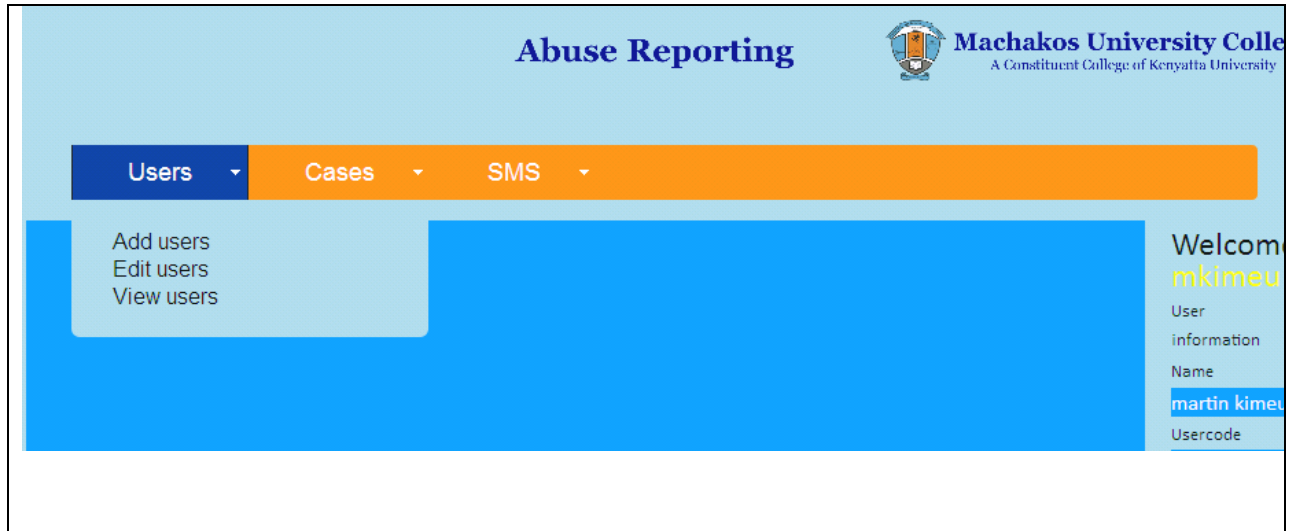 Abuse Reporting
Machakos University Colle
A Constituent College of Kenyatta University
Users Cases SMS
Add users
Edit users
View users
Welcom
mkimeu
User
information
Name
martin kimeu
Usercode